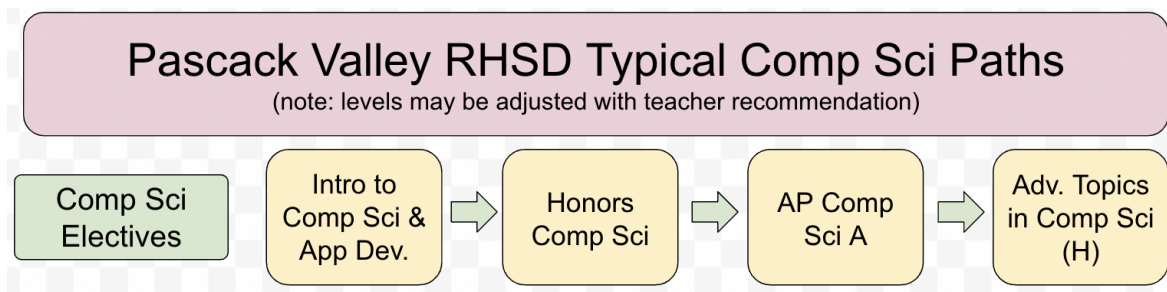 Pascack Valley RHSD Typical Comp Sci Paths
(note: levels may be adjusted with teacher recommendation)
Comp Sci
Electives
Intro to
Comp Sci &
App Dev.
Honors
Comp Sci
AP Comp
Sci A
Adv. Topics
in Comp Sci
(H)